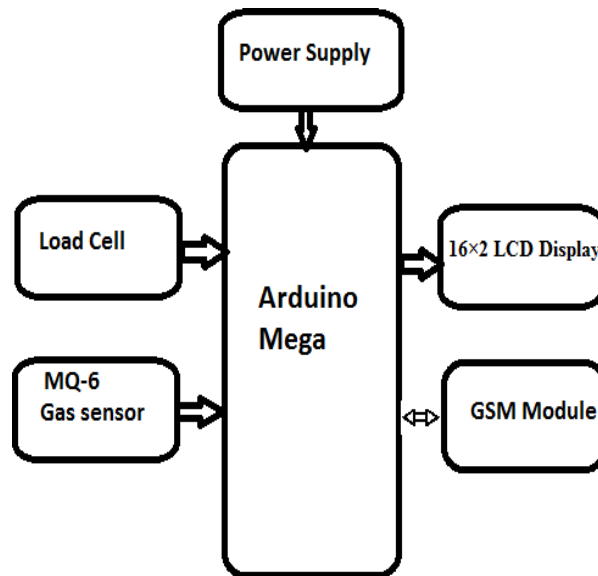 Power Supply
Load Cell
MQ-6
Gas sensor
Arduino
Mega
16×2 LCD Display
GSM Module